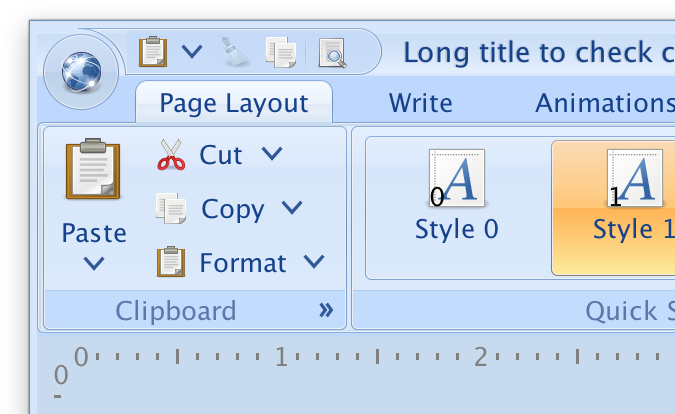 Long title to check c
Page Layout Write Animations
Cut
Copy
Paste
Format
0 A
Style 0
1 A
Style 1
Clipboard »
Quick S
0 1 2
0